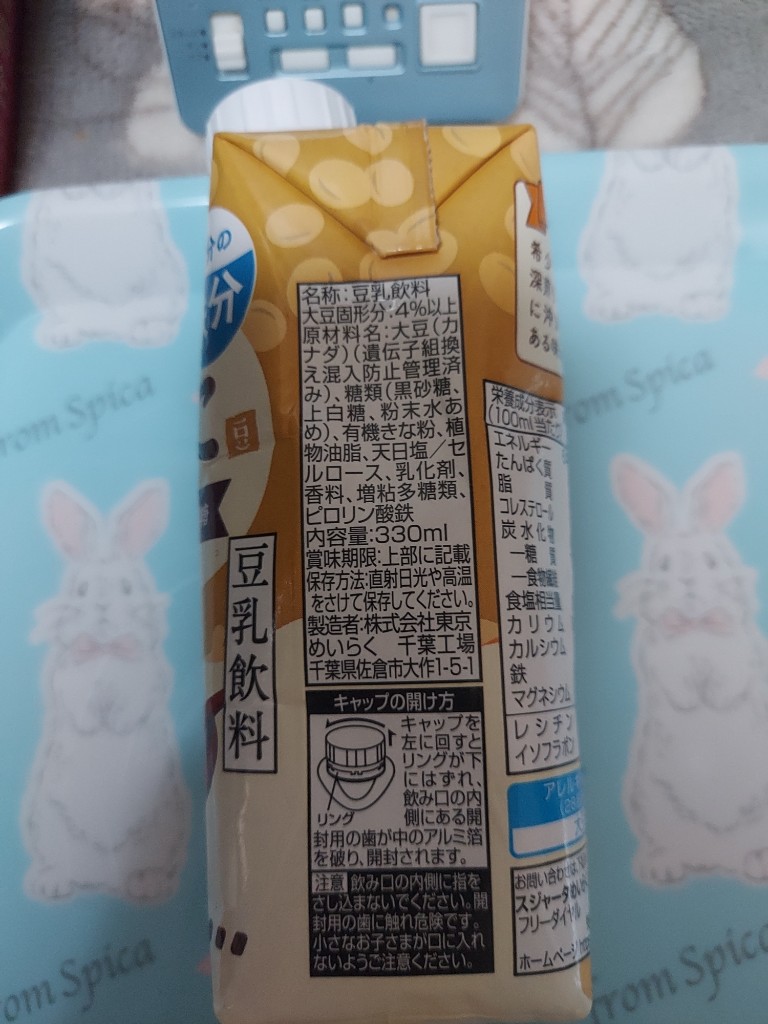 名称:豆乳飲料
大豆固形分:4%以上
原材料名:大豆(カ
ナダ)(遺伝子組換
え混入防止管理済
み)、糖類(黒砂糖、
上白糖、粉末水あ
め)、有機きな粉、植
物油脂、天日塩/セ
ルロース、乳化剤、
香料、増粘多糖類、
ピロリン酸鉄
内容量:330ml
賞味期限:上部に記載
保存方法:直射日光や高温
をさけて保存してください。
製造者:株式会社東京
めいらく 千葉工場
千葉県佐倉市大作1-5-1
豆乳飲料
キャップの開け方
キャップを
左に回すと
リングが下
にはずれ、
飲み口の内
側にある開
封用の歯が中のアルミ箔
を破り、開封されます。
リング
注意 飲み口の内側に指を
さし込まないでください。開
封用の歯に触れ危険です。
小さなお子さまが口に入れ
ないようご注意ください。
分の
分
希少
に沖
ある
栄養成分表示
(100ml当たり)
エネルギー
たんぱく質
脂質
コレステロール
炭水化物
-糖質
-食物繊維
食塩相当量
カリウム
カルシウム
鉄
マグネシウム
レシチン
イソフラボン
アレル
お問い合わせは
スジャータめい
フリーダイヤル
ホームページ
from Spica
from Spica
from Spica
from Spica